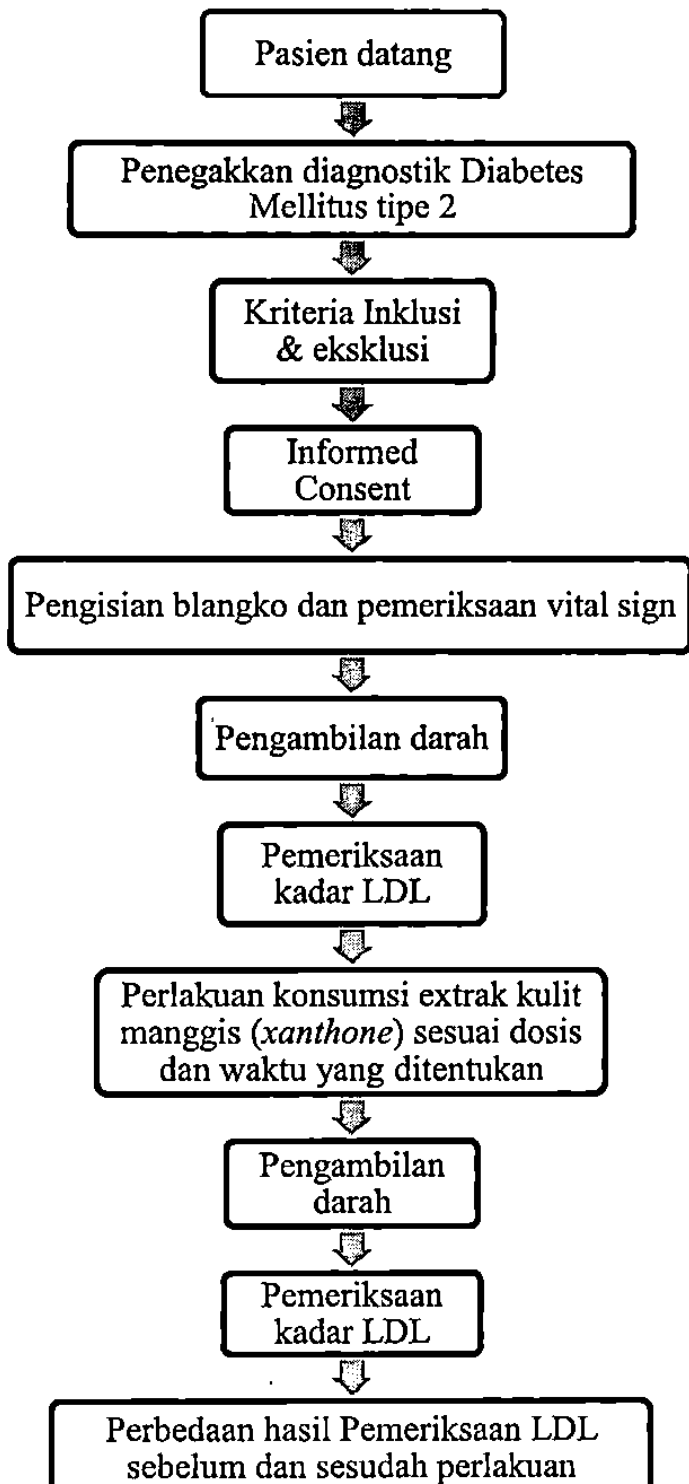 Pasien datang
Penegakkan diagnostik Diabetes
Mellitus tipe 2
Kriteria Inklusi
& eksklusi
Informed
Consent
Pengisian blangko dan pemeriksaan vital sign
Pengambilan darah
Pemeriksaan
kadar LDL
Perlakuan konsumsi extrak kulit
manggis (xanthone) sesuai dosis
dan waktu yang ditentukan
Pengambilan
darah
Pemeriksaan
kadar LDL
Perbedaan hasil Pemeriksaan LDL
sebelum dan sesudah perlakuan